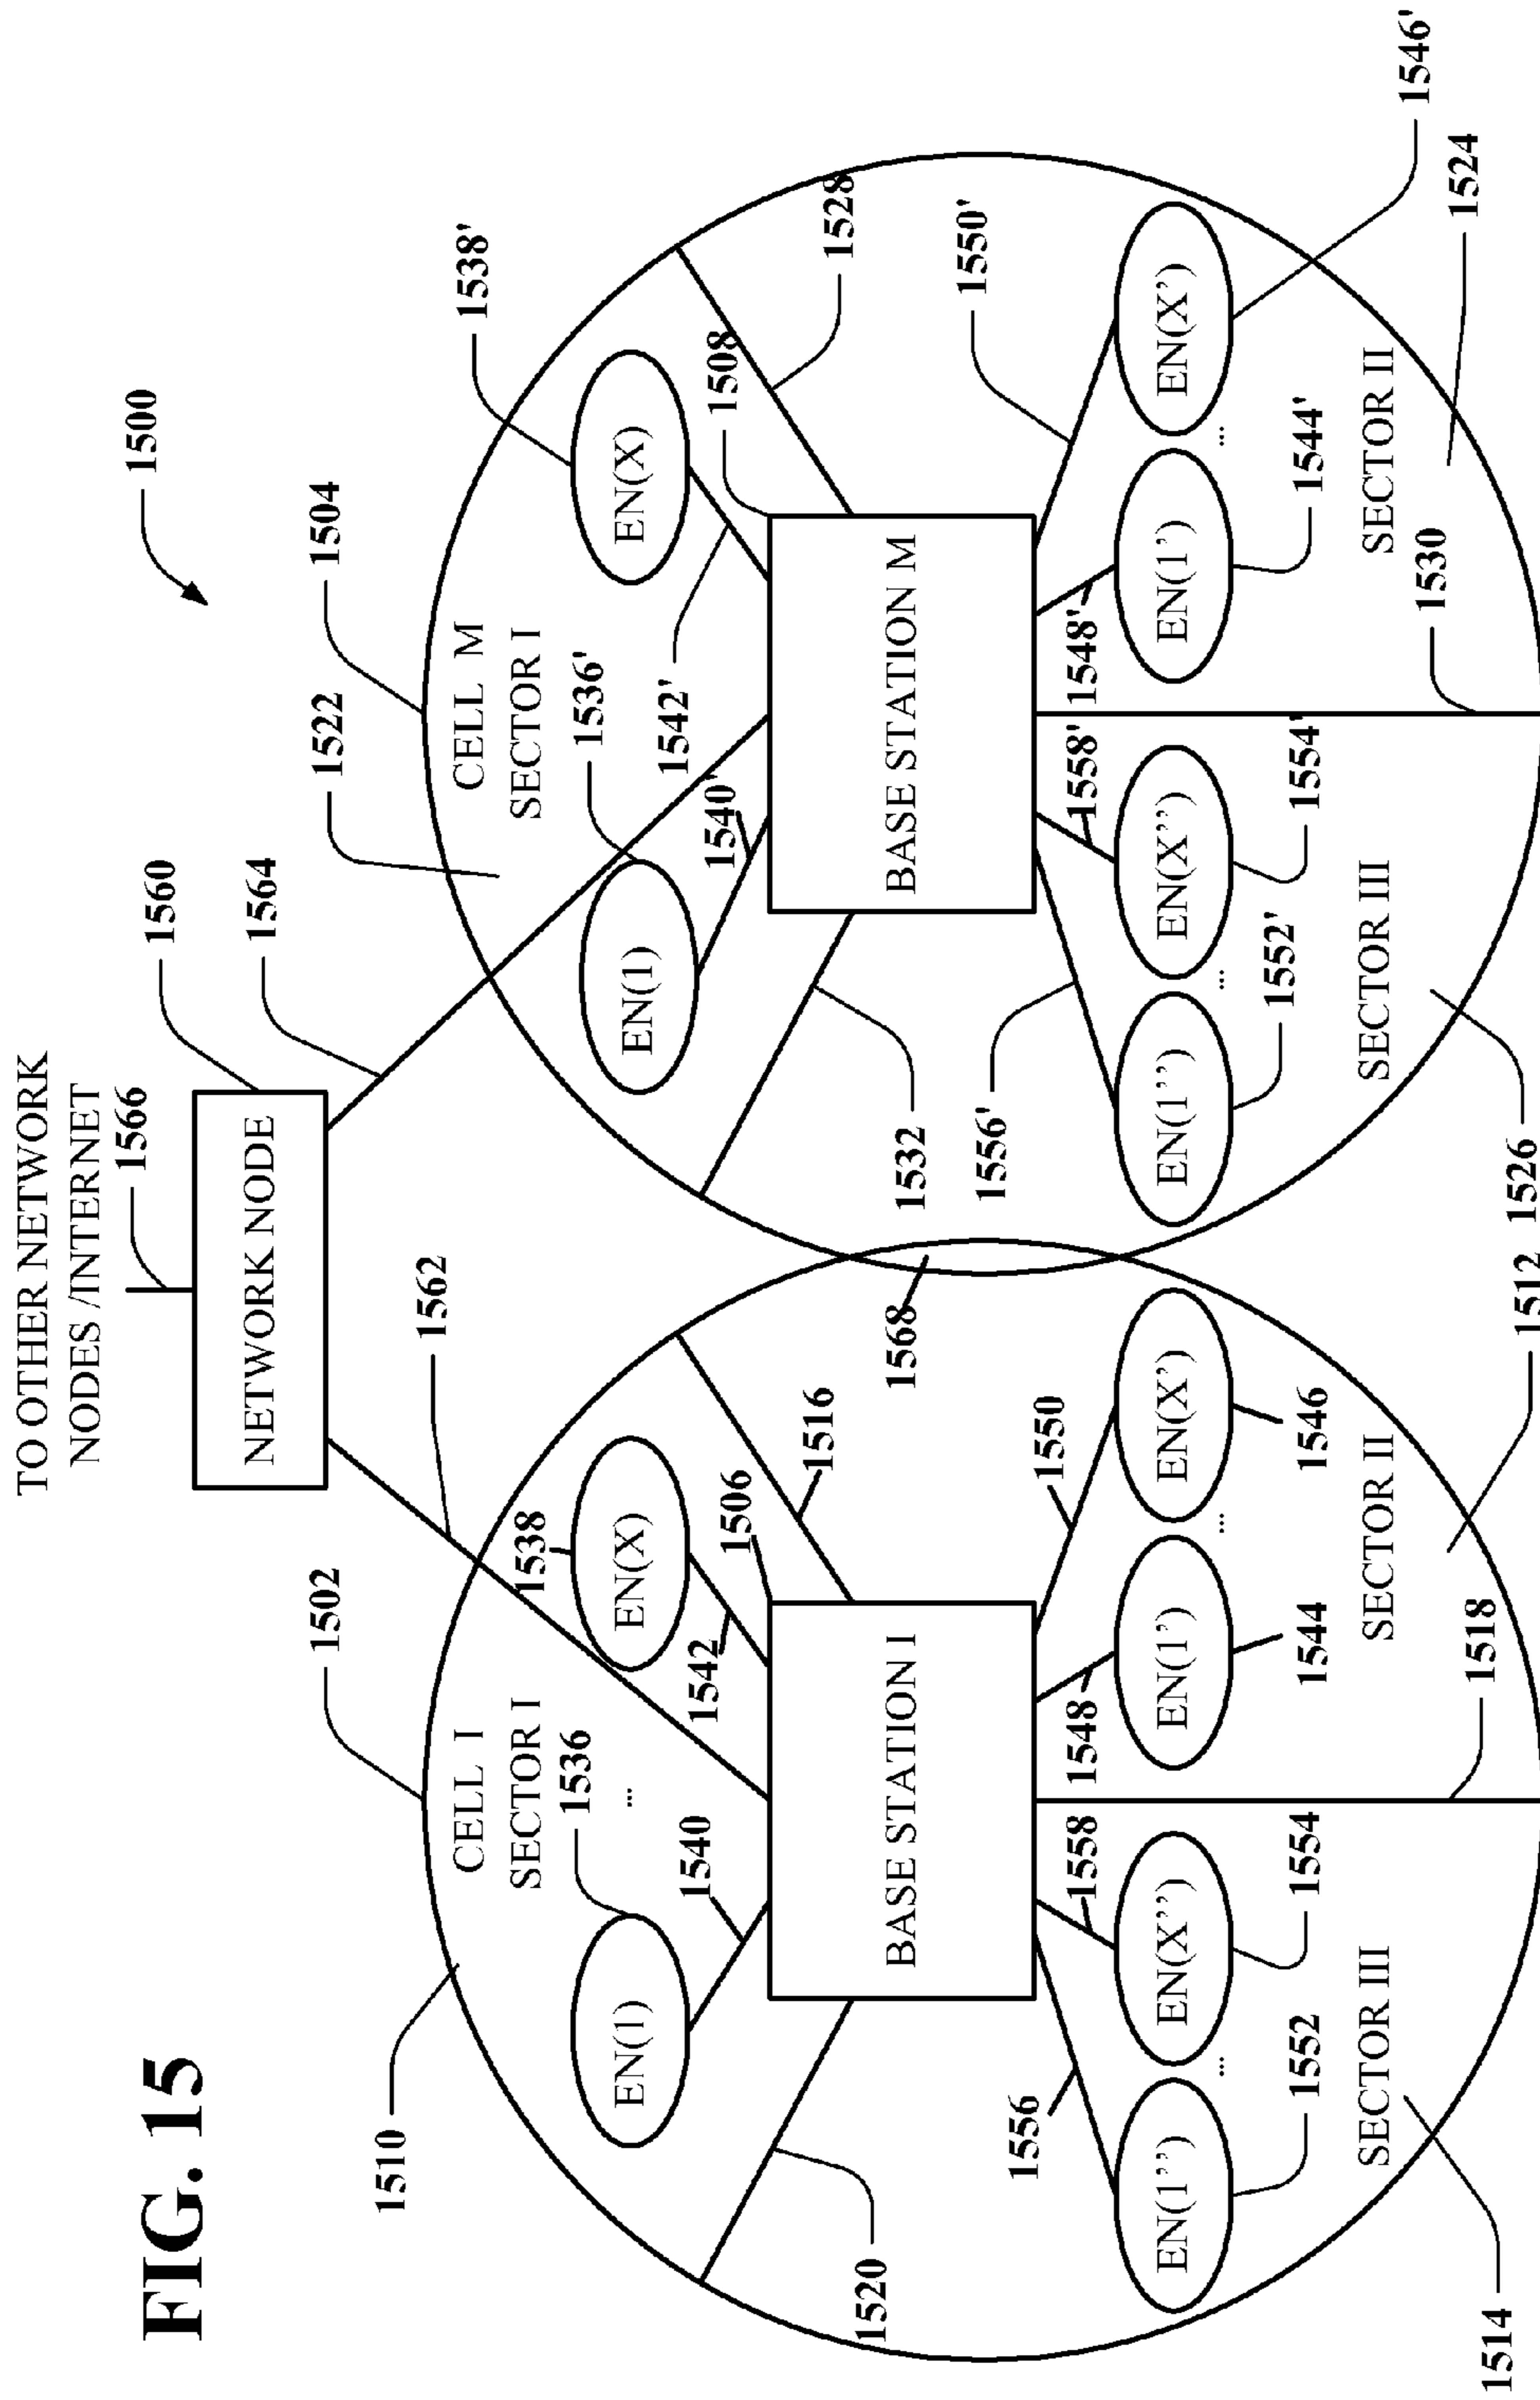 FIG. 15
TO OTHER NETWORK
NODES /INTERNET
1566
1500
NETWORK NODE
1560
1562
1564
1502
1504
1510
CELL I
SECTOR I
1522
CELL M
SECTOR I
1538'
1536
...
1538
1536'
EN(1)
EN(X)
EN(1)
EN(X)
1540
1542
1506
1542'
1540'
1508
1516
1528
1520
BASE STATION I
1568
1532
BASE STATION M
1556
1558
1548
1550
1556'
1558'
1548'
1550'
EN(1’’)
EN(X’’)
EN(1’)
EN(X’)
EN(1’’)
EN(X’’)
EN(1’)
EN(X’)
...
...
...
...
1552
1554
1544
1546
1552'
1554'
1544'
1546'
SECTOR III
SECTOR II
SECTOR III
SECTOR II
1514
1518
1512
1526
1530
1524